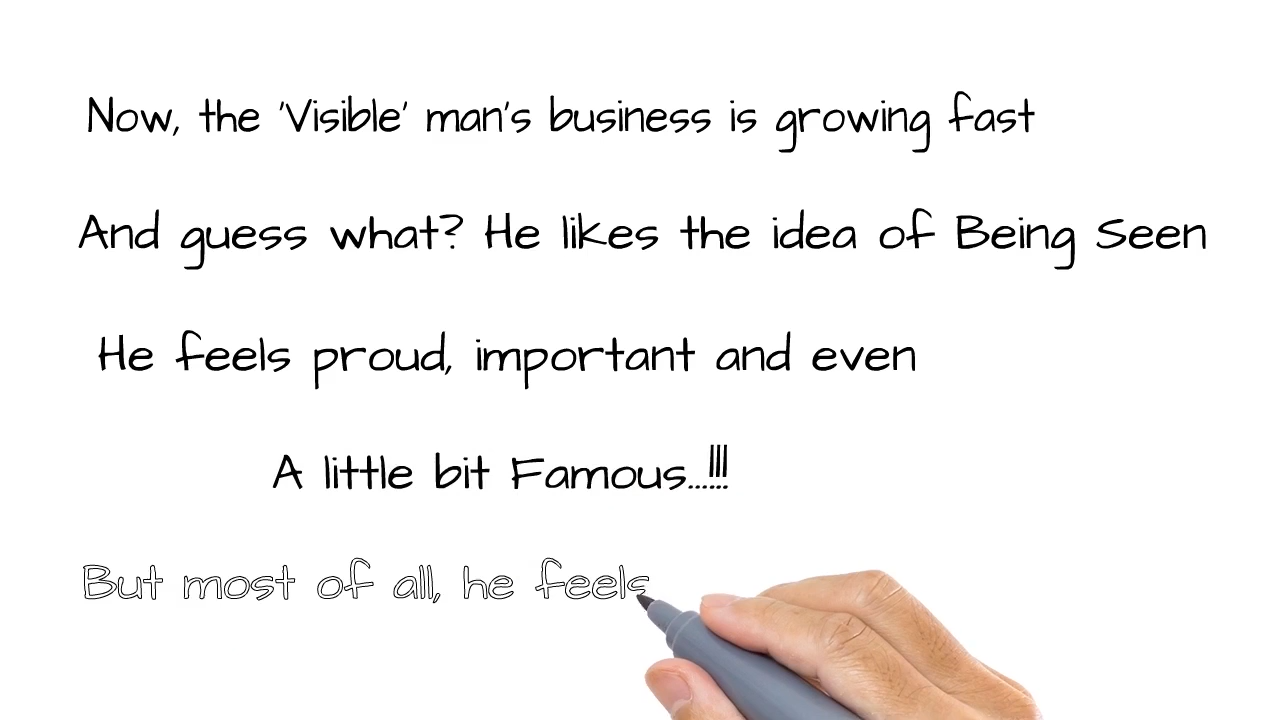 Now, the 'Visible' man's business is growing fast
And guess what? He likes the idea of Being Seen
He feels proud, important and even
A little bit Famous...!!!
But most of all, he feels